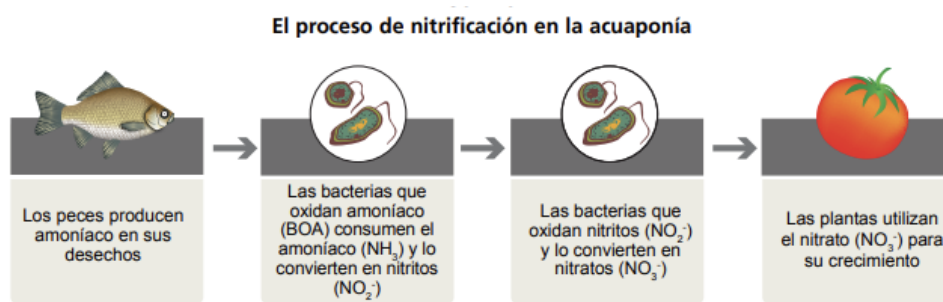 El proceso de nitrificación en la acuaponía
Los peces producen
amoníaco en sus
desechos
Las bacterias que
oxidan amoníaco
(BOA) consumen el
amoníaco (NH₃) y lo
convierten en nitritos
(NO₂⁻)
Las bacterias que
oxidan nitritos (NO₂⁻)
y lo convierten en
nitratos (NO₃⁻)
Las plantas utilizan
el nitrato (NO₃⁻) para
su crecimiento